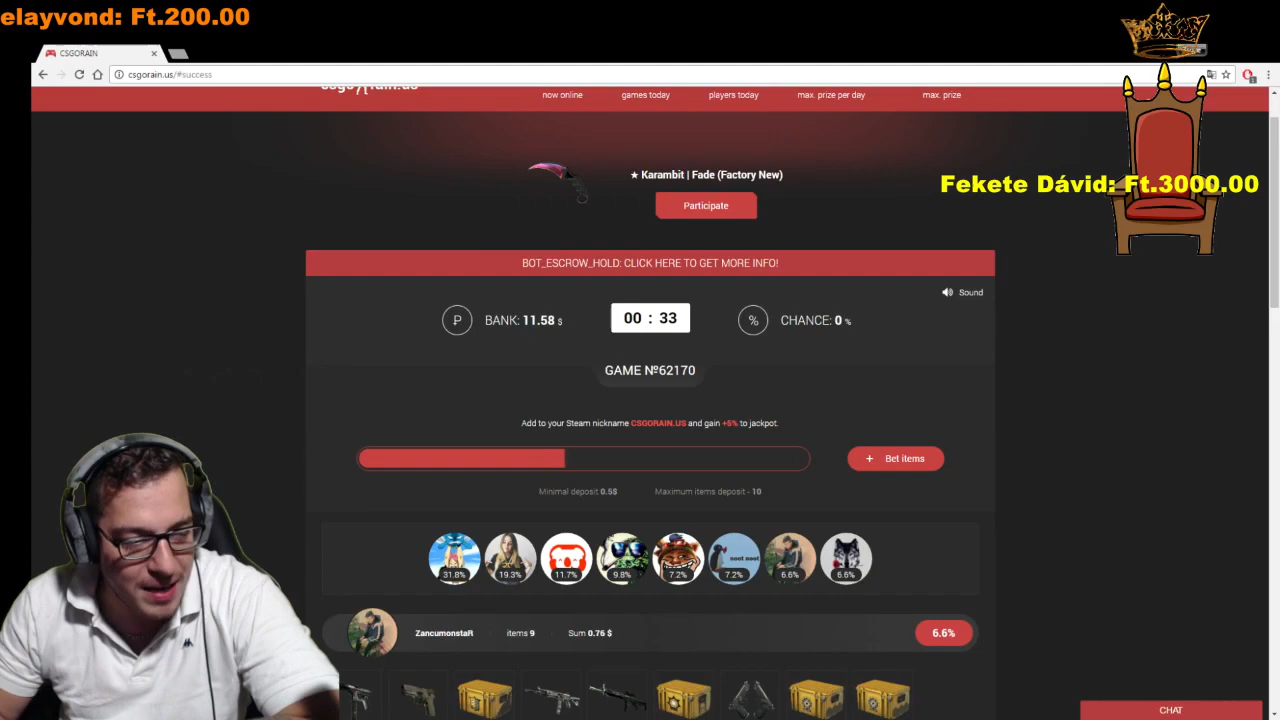 elayvond: Ft.200.00
CSGORAIN
csgorain.us/#success
now online games today players today max. prize per day max. prize
★ Karambit | Fade (Factory New)
Participate
Fekete Dávid: Ft.3000.00
BOT_ESCROW_HOLD: CLICK HERE TO GET MORE INFO!
Sound
BANK: 11.58 $ 00 : 33 % CHANCE: 0 %
GAME №62170
Add to your Steam nickname CSGORAIN.US and gain +5% to jackpot.
+ Bet items
Minimal deposit 0.5$ Maximum items deposit - 10
noot noot
31.8% 19.3% 11.7% 9.8% 7.2% 7.2% 6.6% 6.6%
ZancumonstaR items 9 Sum 0.76 $ 6.6%
CHAT